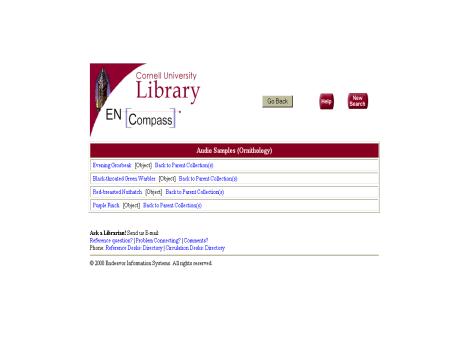 Cornell University
Library
EN [Compass]
Go Back
Help
New Search
Audio Samples (Ornithology)
Evening Grosbeak [Object] Back to Parent Collection(s)
Black-throated Green Warbler [Object] Back to Parent Collection(s)
Red-breasted Nuthatch [Object] Back to Parent Collection(s)
Purple Finch [Object] Back to Parent Collection(s)
Ask a Librarian! Send us E-mail:
Reference question? | Problem Connecting? | Comments?
Phone: Reference Desks: Directory | Circulation Desks: Directory
© 2000 Endeavor Information Systems. All rights reserved.